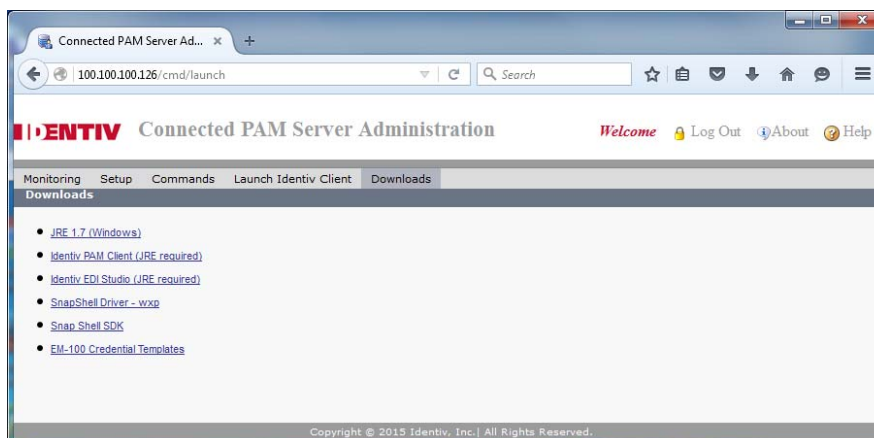 Connected PAM Server Ad... × +
100.100.100.126/cmd/launch Search
IDENTIV Connected PAM Server Administration Welcome Log Out About Help
Monitoring Setup Commands Launch Identiv Client Downloads
Downloads
JRE 1.7 (Windows)
Identiv PAM Client (JRE required)
Identiv EDI Studio (JRE required)
SnapShell Driver - wxp
Snap Shell SDK
EM-100 Credential Templates
Copyright © 2015 Identiv, Inc.| All Rights Reserved.